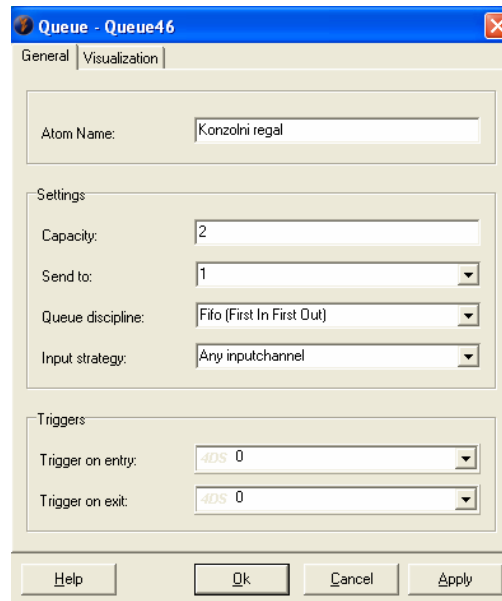 Queue - Queue46
General Visualization
Atom Name: Konzolni regal
Settings
Capacity: 2
Send to: 1
Queue discipline: Fifo (First In First Out)
Input strategy: Any inputchannel
Triggers
Trigger on entry: 4DS 0
Trigger on exit: 4DS 0
Help Ok Cancel Apply